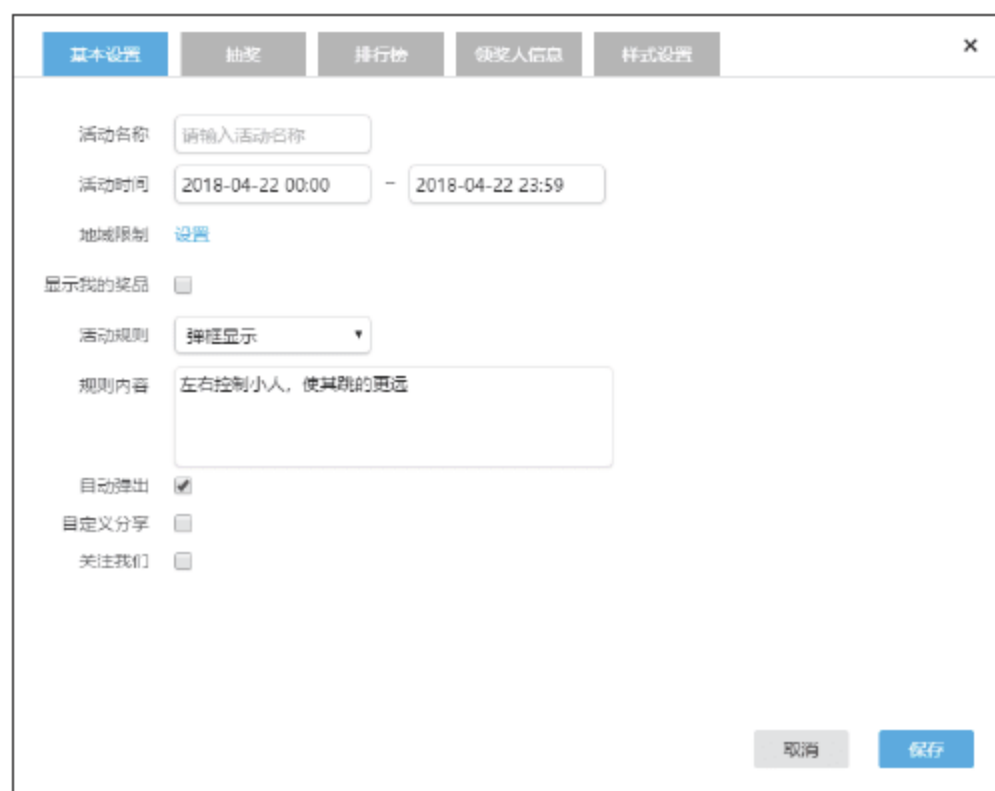 基本设置 抽奖 排行榜 领奖人信息 样式设置 ×
活动名称 请输入活动名称
活动时间 2018-04-22 00:00 - 2018-04-22 23:59
地域限制 设置
显示我的奖品
活动规则 弹框显示
规则内容 左右控制小人，使其跳的更远
自动弹出
自定义分享
关注我们
取消 保存